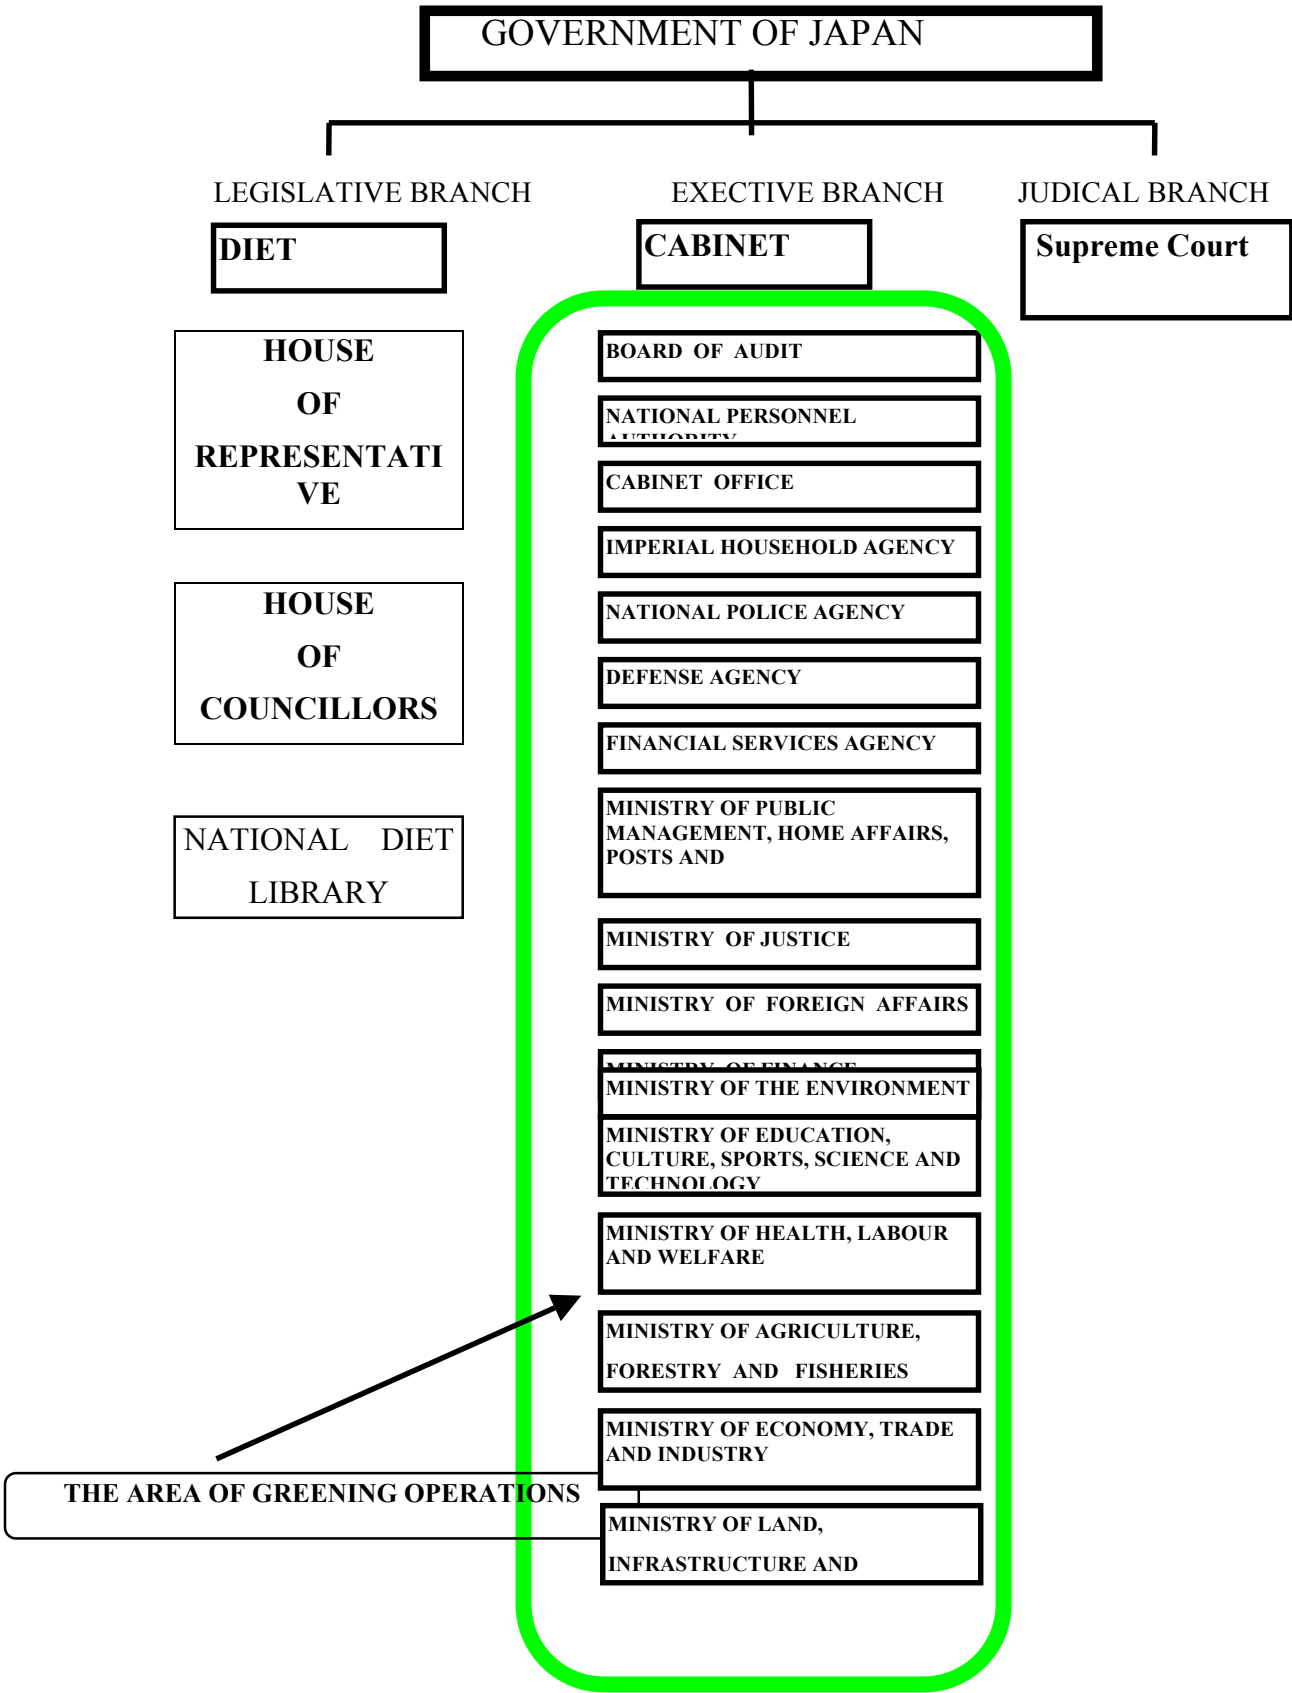 GOVERNMENT OF JAPAN
LEGISLATIVE BRANCH
EXECTIVE BRANCH
JUDICAL BRANCH
DIET
CABINET
Supreme Court
HOUSE
OF
REPRESENTATI
VE
HOUSE
OF
COUNCILLORS
NATIONAL DIET
LIBRARY
BOARD OF AUDIT
NATIONAL PERSONNEL
AUTHORITY
CABINET OFFICE
IMPERIAL HOUSEHOLD AGENCY
NATIONAL POLICE AGENCY
DEFENSE AGENCY
FINANCIAL SERVICES AGENCY
MINISTRY OF PUBLIC
MANAGEMENT, HOME AFFAIRS,
POSTS AND
MINISTRY OF JUSTICE
MINISTRY OF FOREIGN AFFAIRS
MINISTRY OF FINANCE
MINISTRY OF THE ENVIRONMENT
MINISTRY OF EDUCATION,
CULTURE, SPORTS, SCIENCE AND
TECHNOLOGY
MINISTRY OF HEALTH, LABOUR
AND WELFARE
MINISTRY OF AGRICULTURE,
FORESTRY AND FISHERIES
MINISTRY OF ECONOMY, TRADE
AND INDUSTRY
MINISTRY OF LAND,
INFRASTRUCTURE AND
THE AREA OF GREENING OPERATIONS